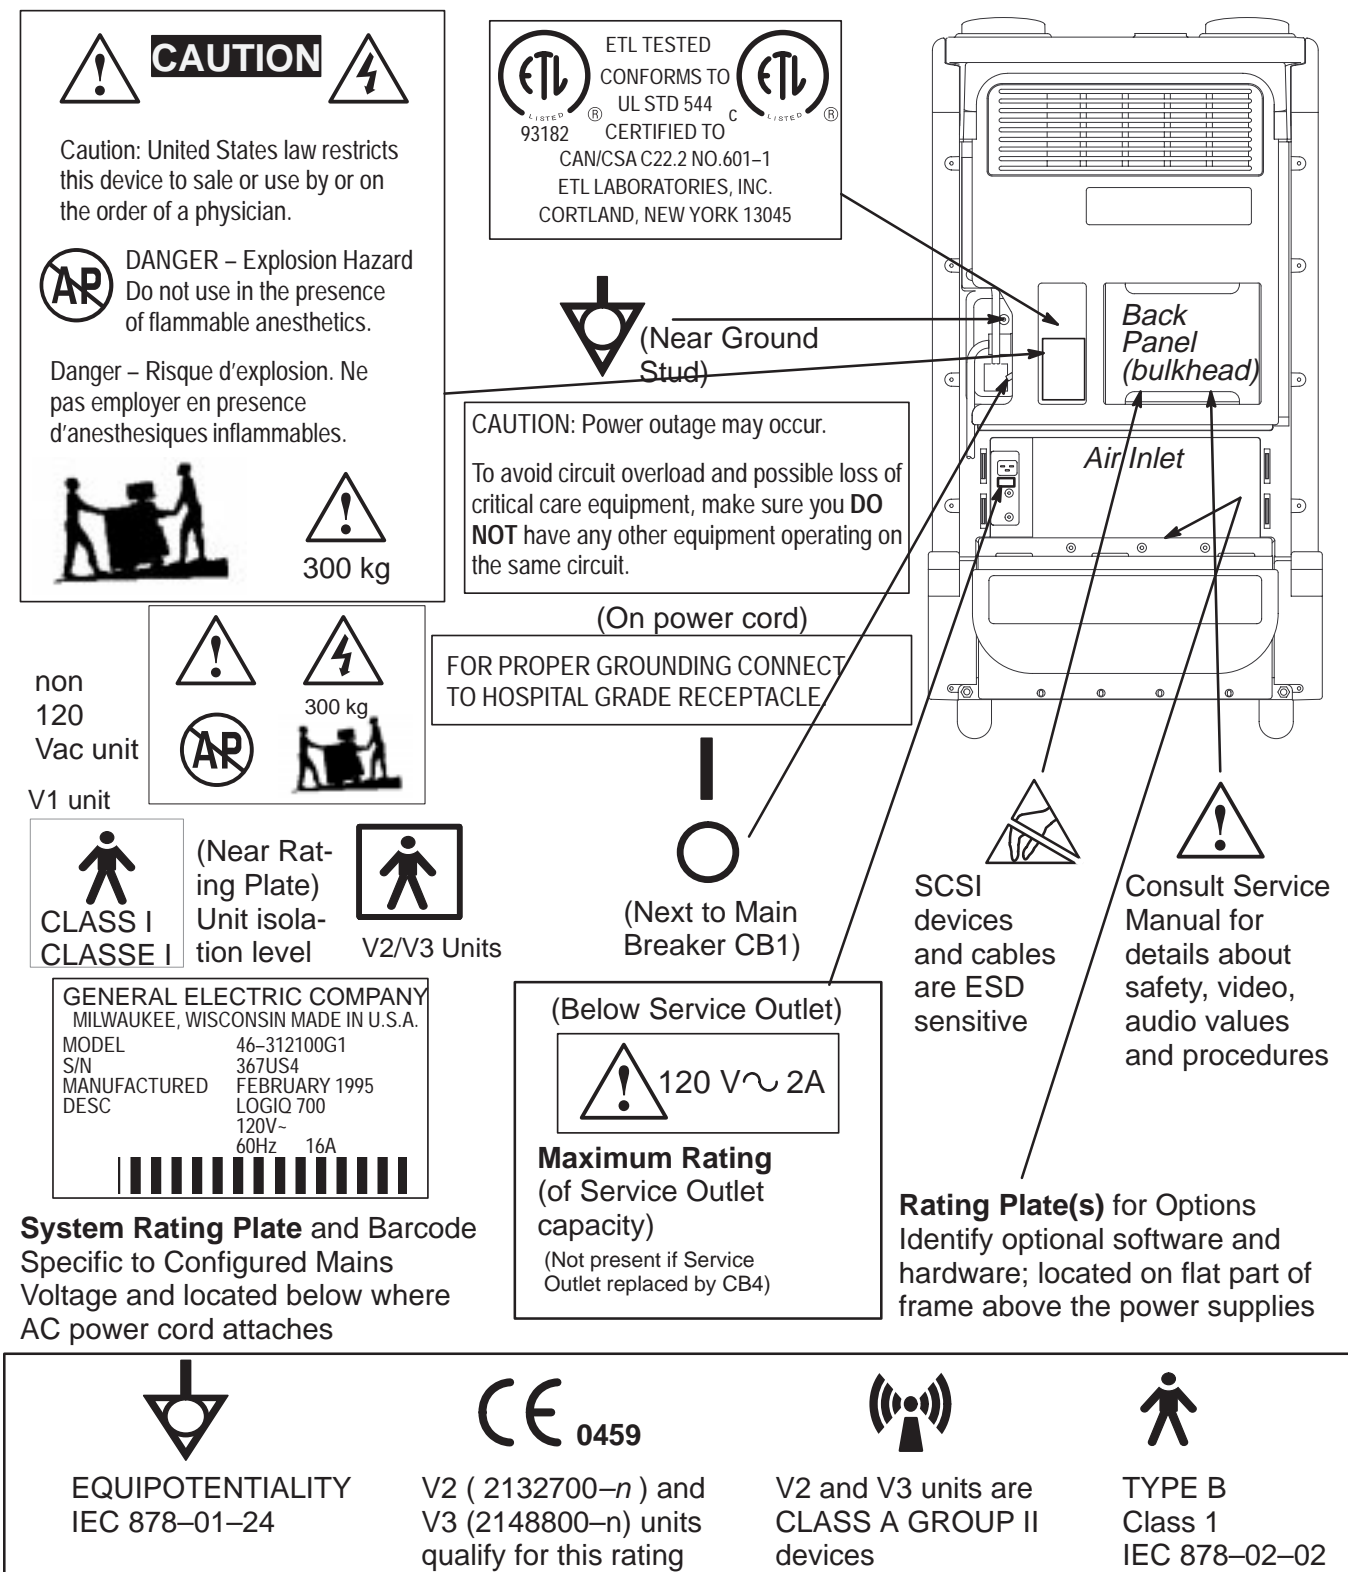 CAUTION
Caution: United States law restricts
this device to sale or use by or on
the order of a physician.
AP
DANGER – Explosion Hazard
Do not use in the presence
of flammable anesthetics.
Danger – Risque d’explosion. Ne
pas employer en presence
d’anesthesiques inflammables.
300 kg
ETL LISTED ®
93182
ETL TESTED
CONFORMS TO
UL STD 544
CERTIFIED TO
CAN/CSA C22.2 NO.601–1
ETL LABORATORIES, INC.
CORTLAND, NEW YORK 13045
C ETL LISTED ®
(Near Ground
Stud)
CAUTION: Power outage may occur.
To avoid circuit overload and possible loss of
critical care equipment, make sure you DO
NOT have any other equipment operating on
the same circuit.
(On power cord)
FOR PROPER GROUNDING CONNECT
TO HOSPITAL GRADE RECEPTACLE.
Back
Panel
(bulkhead)
Air Inlet
non
120
Vac unit
300 kg
AP
V1 unit
CLASS I
CLASSE I
(Near Rat-
ing Plate)
Unit isola-
tion level
V2/V3 Units
(Next to Main
Breaker CB1)
SCSI
devices
and cables
are ESD
sensitive
Consult Service
Manual for
details about
safety, video,
audio values
and procedures
GENERAL ELECTRIC COMPANY
MILWAUKEE, WISCONSIN MADE IN U.S.A.
MODEL 46–312100G1
S/N 367US4
MANUFACTURED FEBRUARY 1995
DESC LOGIQ 700
120V~
60Hz 16A
System Rating Plate and Barcode
Specific to Configured Mains
Voltage and located below where
AC power cord attaches
(Below Service Outlet)
120 V~ 2A
Maximum Rating
(of Service Outlet
capacity)
(Not present if Service
Outlet replaced by CB4)
Rating Plate(s) for Options
Identify optional software and
hardware; located on flat part of
frame above the power supplies
EQUIPOTENTIALITY
IEC 878–01–24
CE 0459
V2 ( 2132700–n ) and
V3 (2148800–n) units
qualify for this rating
V2 and V3 units are
CLASS A GROUP II
devices
TYPE B
Class 1
IEC 878–02–02